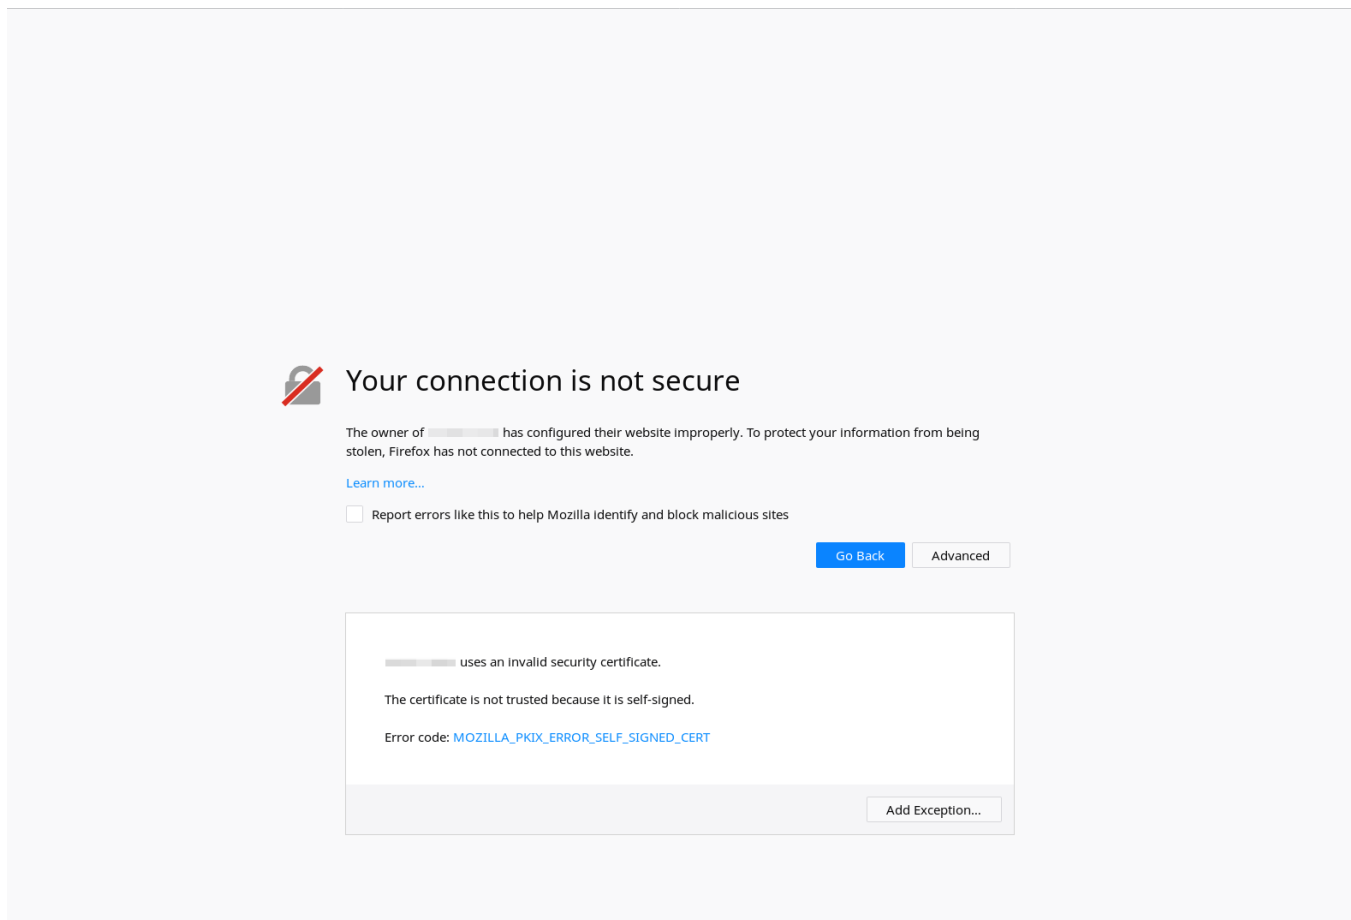 Your connection is not secure
The owner of has configured their website improperly. To protect your information from being
stolen, Firefox has not connected to this website.
Learn more…
Report errors like this to help Mozilla identify and block malicious sites
Go Back Advanced
uses an invalid security certificate.
The certificate is not trusted because it is self-signed.
Error code: MOZILLA_PKIX_ERROR_SELF_SIGNED_CERT
Add Exception…